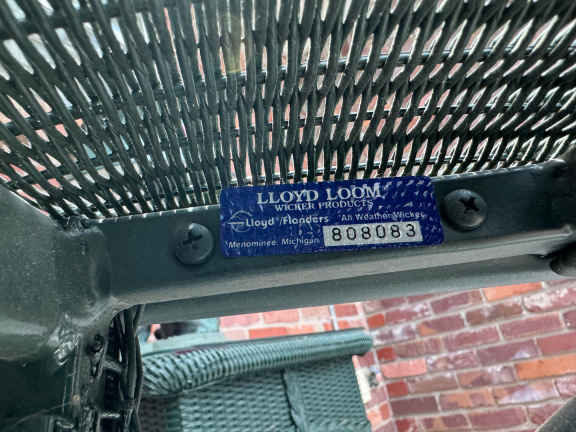 LLOYD LOOM
WICKER PRODUCTS
Lloyd/Flanders All Weather Wicker
Menominee, Michigan 808083